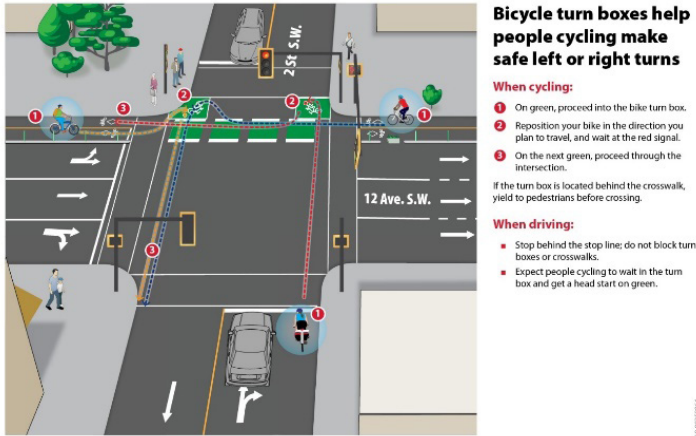 Bicycle turn boxes help
people cycling make
safe left or right turns
When cycling:
1 On green, proceed into the bike turn box.
2 Reposition your bike in the direction you
plan to travel, and wait at the red signal.
3 On the next green, proceed through the
intersection.
If the turn box is located behind the crosswalk,
yield to pedestrians before crossing.
When driving:
Stop behind the stop line; do not block turn
boxes or crosswalks.
Expect people cycling to wait in the turn
box and get a head start on green.
2 St S.W.
12 Ave. S.W.
1
3
2
2
1
3
1